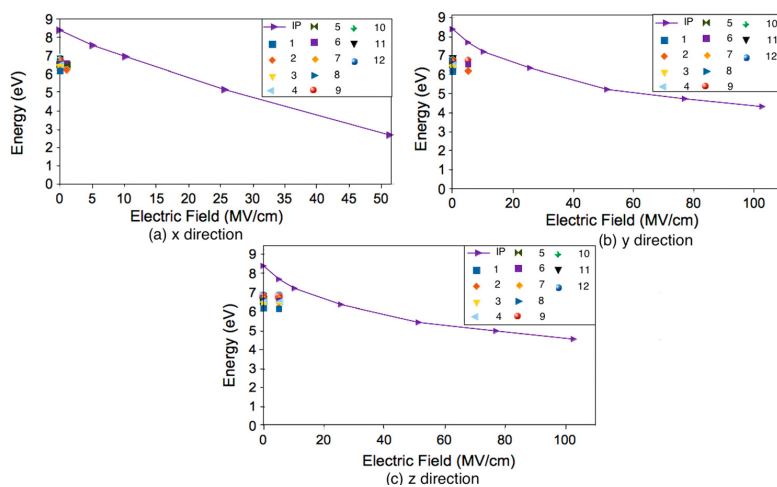 9
8
7
6
5
4
3
2
1
0
Energy (eV)
IP 5 10
1 6 11
2 7 12
3 8
4 9
0 5 10 15 20 25 30 35 40 45 50
Electric Field (MV/cm)
(a) x direction
9
8
7
6
5
4
3
2
1
0
Energy (eV)
IP 5 10
1 6 11
2 7 12
3 8
4 9
0 20 40 60 80 100
Electric Field (MV/cm)
(b) y direction
9
8
7
6
5
4
3
2
1
0
Energy (eV)
IP 5 10
1 6 11
2 7 12
3 8
4 9
0 20 40 60 80 100
Electric Field (MV/cm)
(c) z direction